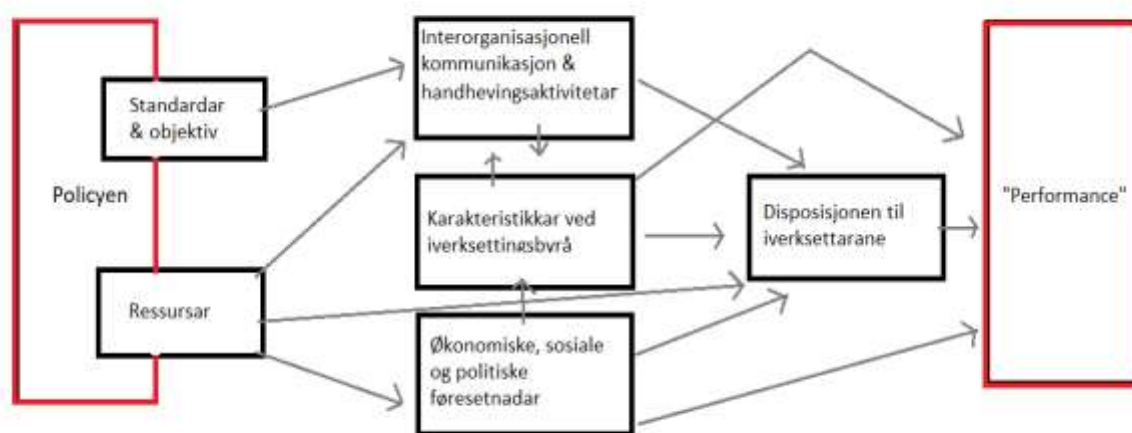 Policyen
Standardar
& objektiv
Ressursar
Interorganisasjonell
kommunikasjon &
handhevingsaktivitetar
Karakteristikkar ved
iverksettingsbyrå
Økonomiske, sosiale
og politiske
føresetnadar
Disposisjonen til
iverksettarane
"Performance"